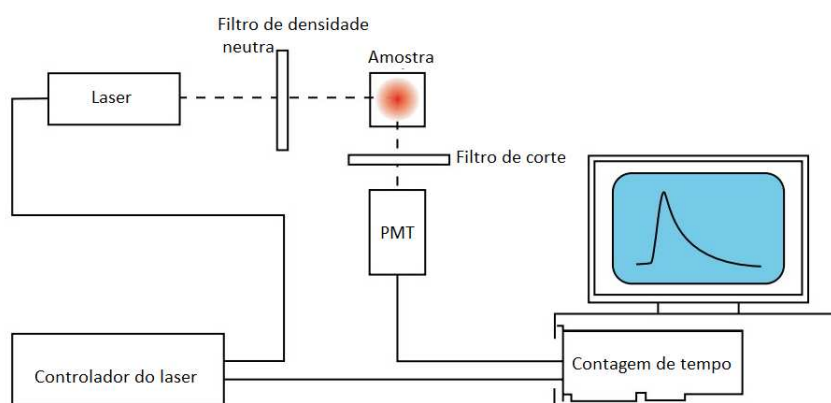 Filtro de densidade
neutra
Amostra
Laser
Filtro de corte
PMT
Controlador do laser
Contagem de tempo